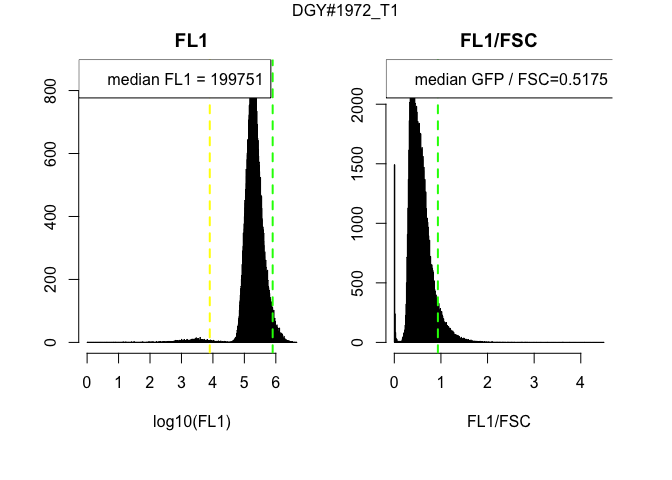 DGY#1972_T1
FL1
median FL1 = 199751
0 200 400 600 800
0 1 2 3 4 5 6
log10(FL1)
FL1/FSC
median GFP / FSC=0.5175
0 500 1000 1500 2000
0 1 2 3 4
FL1/FSC